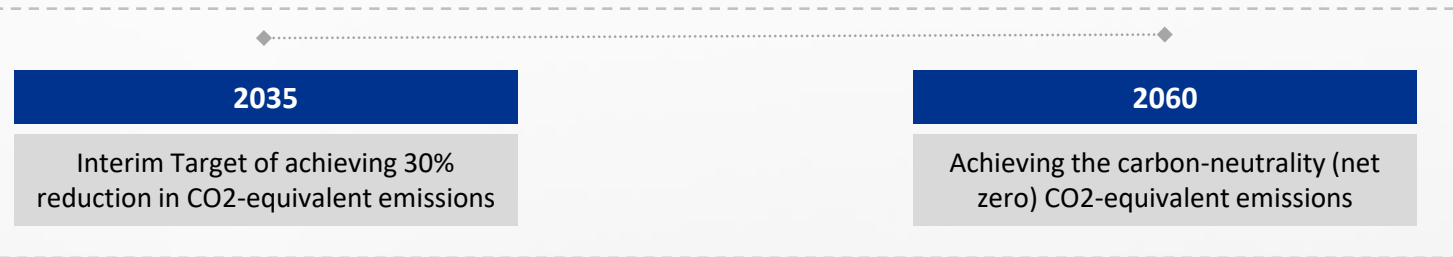 2035
Interim Target of achieving 30%
reduction in CO2-equivalent emissions
2060
Achieving the carbon-neutrality (net
zero) CO2-equivalent emissions